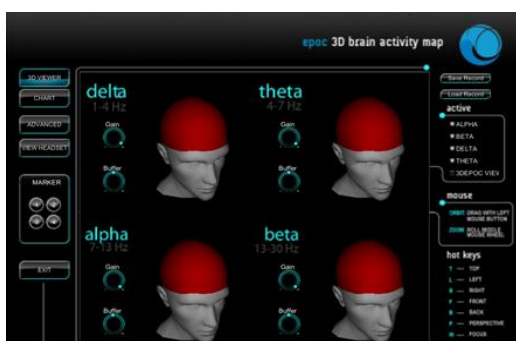 epoc 3D brain activity map
3D VIEWER
CHART
ADVANCED
VIEW HEADSET
MARKER
EXIT
delta
1-4 Hz
Gain
Buffer
theta
4-7 Hz
Gain
Buffer
alpha
7-13 Hz
Gain
Buffer
beta
13-30 Hz
Gain
Buffer
Save Record
Load Record
active
ALPHA
BETA
DELTA
THETA
3DEPOC VIEW
mouse
ORBIT DRAG WITH LEFT
MOUSE BUTTON
ZOOM ROLL MIDDLE
MOUSE WHEEL
hot keys
T — TOP
L — LEFT
R — RIGHT
F — FRONT
B — BACK
P — PERSPECTIVE
— FOCUS